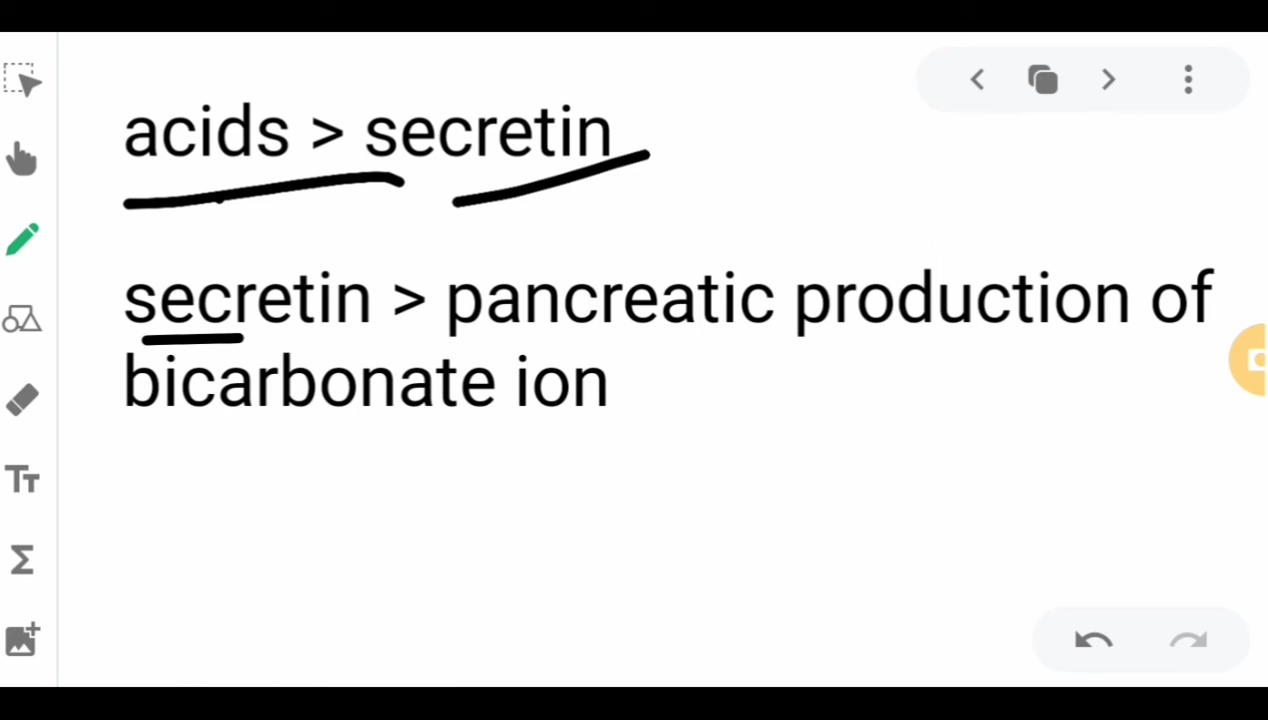 acids > secretin
secretin > pancreatic production of
bicarbonate ion